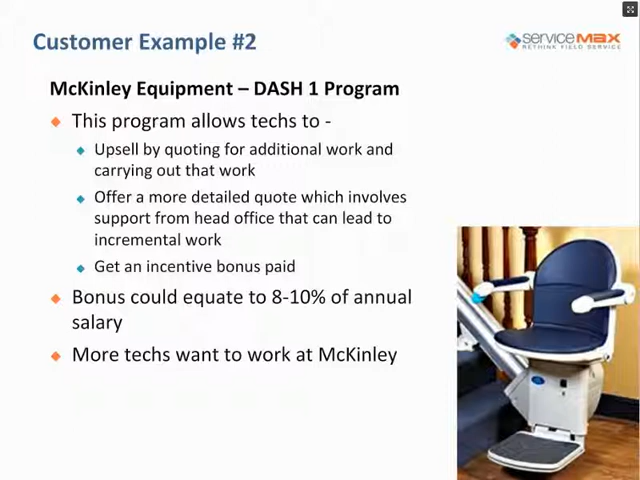 Customer Example #2
serviceMAX
RETHINK FIELD SERVICE
McKinley Equipment – DASH 1 Program
This program allows techs to -
Upsell by quoting for additional work and
carrying out that work
Offer a more detailed quote which involves
support from head office that can lead to
incremental work
Get an incentive bonus paid
Bonus could equate to 8-10% of annual
salary
More techs want to work at McKinley